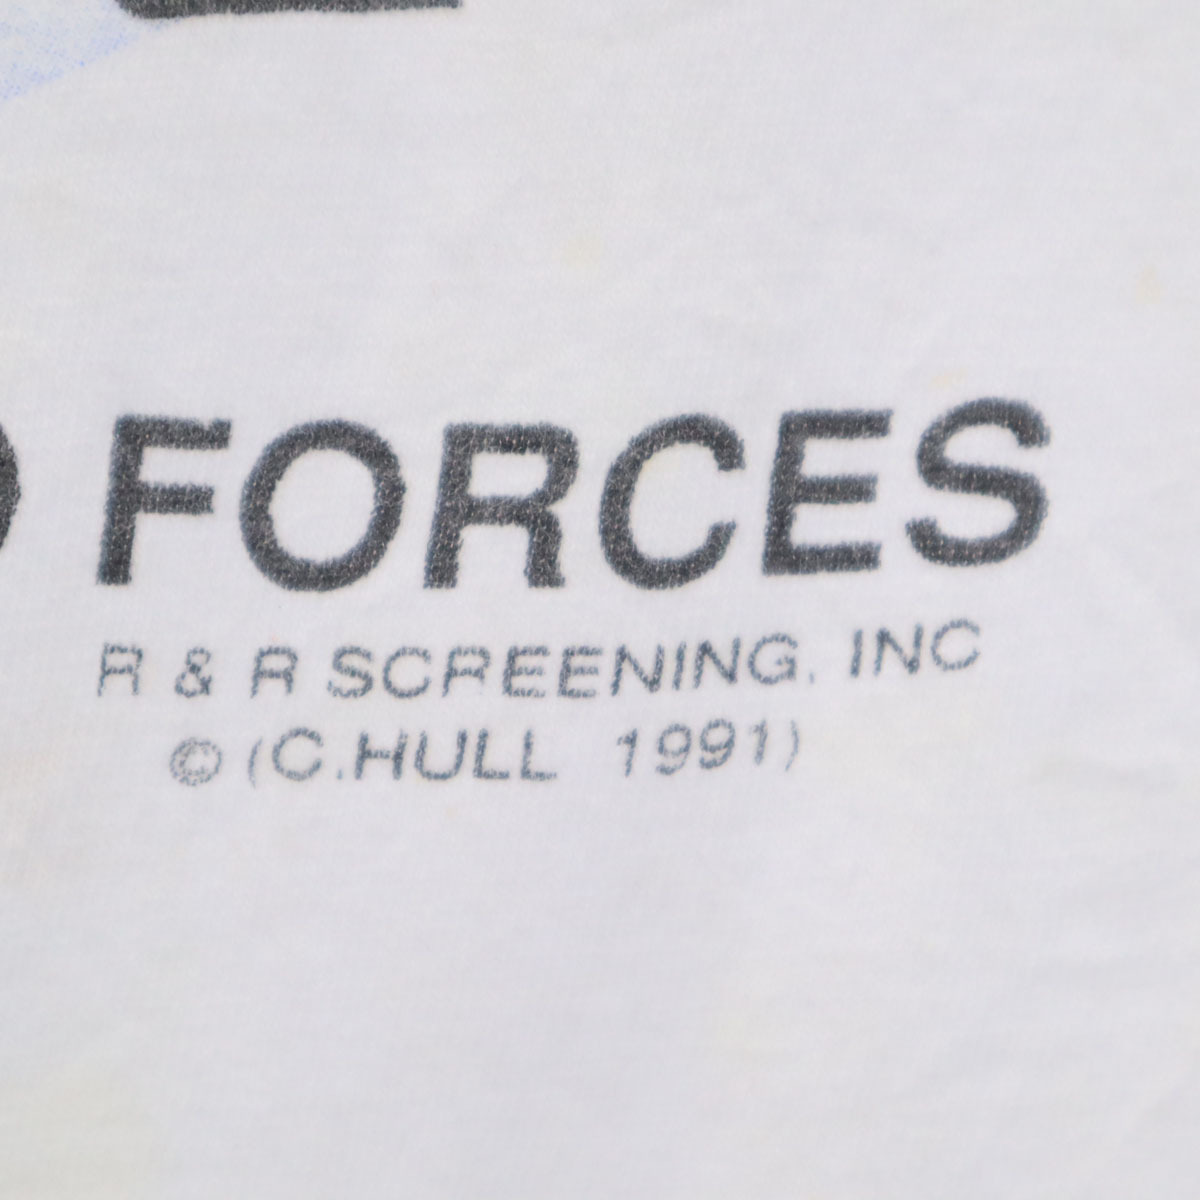 FORCES
R & R SCREENING, INC
© (C.HULL 1991)